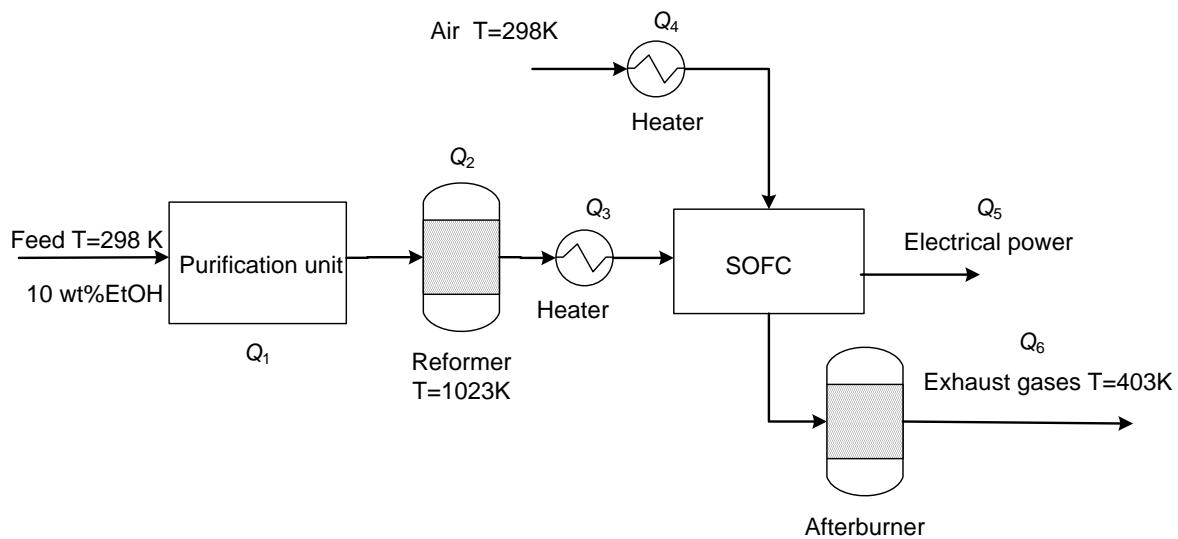 Air T=298K
Q4
Heater
Q2
Feed T=298 K
10 wt%EtOH
Purification unit
Q1
Reformer
T=1023K
Q3
Heater
SOFC
Q5
Electrical power
Q6
Exhaust gases T=403K
Afterburner